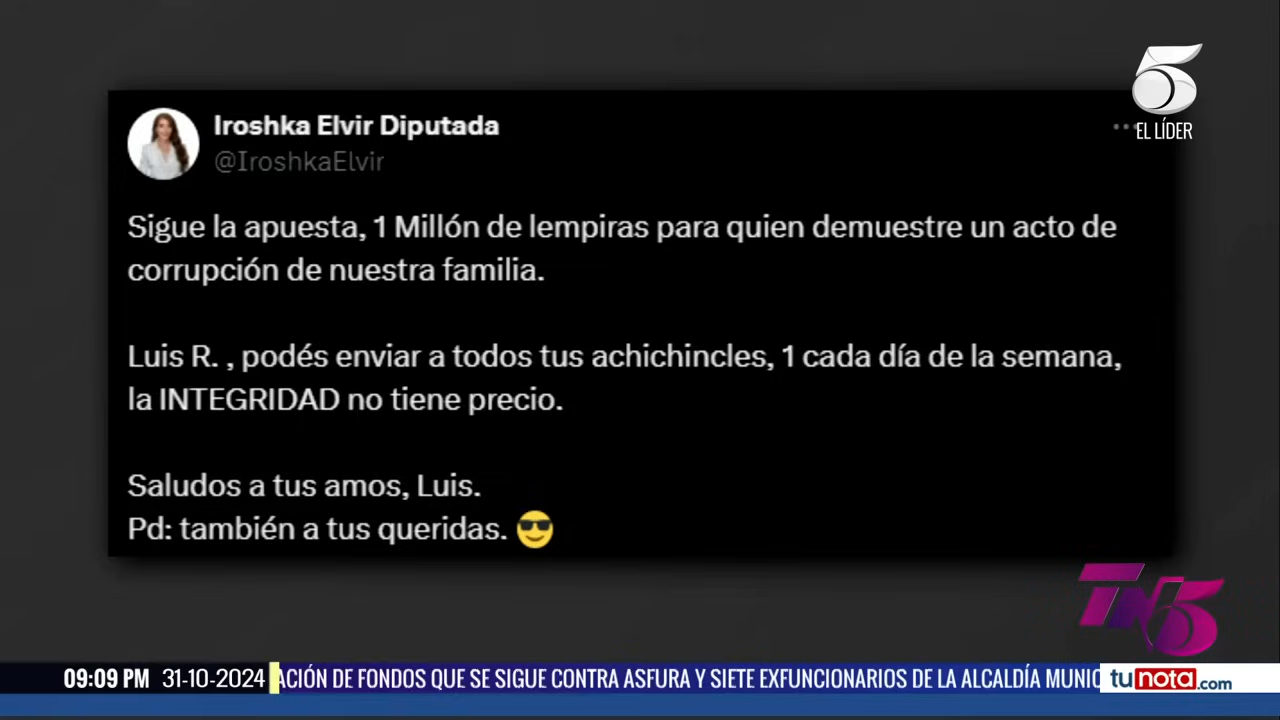 5
EL LÍDER
Iroshka Elvir Diputada
@IroshkaElvir
Sigue la apuesta, 1 Millón de lempiras para quien demuestre un acto de
corrupción de nuestra familia.
Luis R. , podés enviar a todos tus achichincles, 1 cada día de la semana,
la INTEGRIDAD no tiene precio.
Saludos a tus amos, Luis.
Pd: también a tus queridas. 😎
TN5
09:09 PM 31-10-2024 ACIÓN DE FONDOS QUE SE SIGUE CONTRA ASFURA Y SIETE EXFUNCIONARIOS DE LA ALCALDÍA MUNIC tunota.com